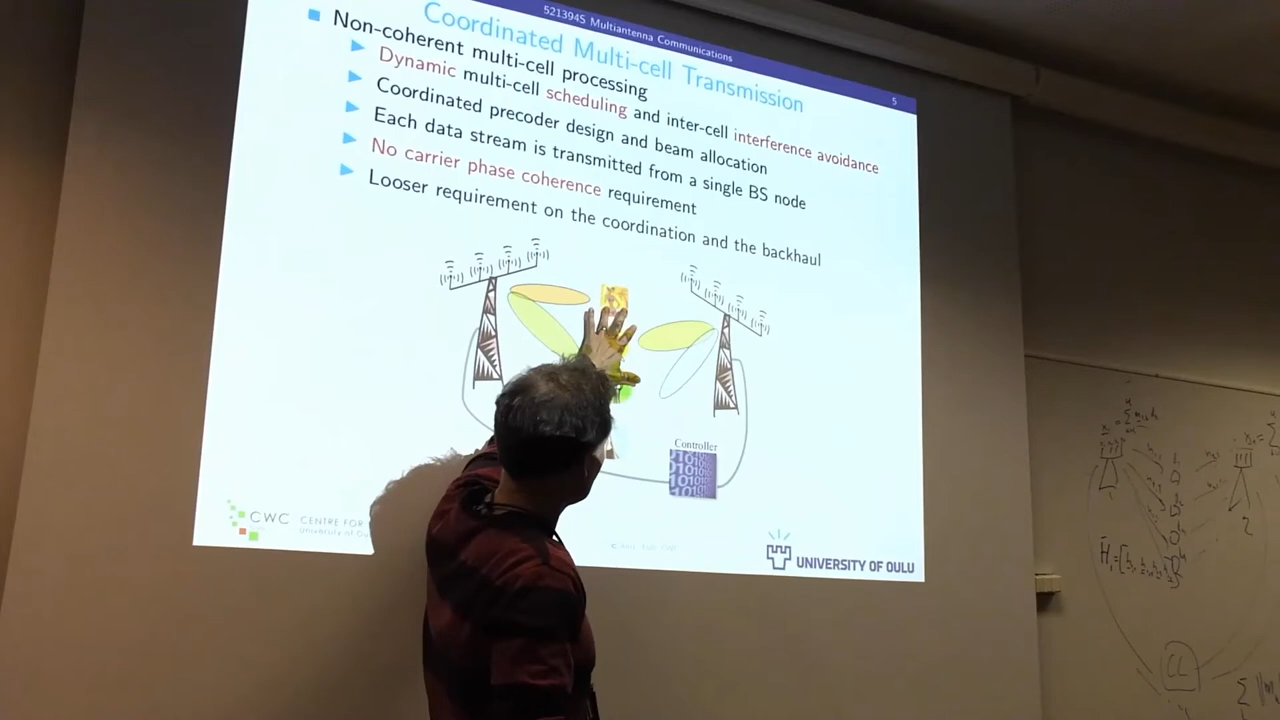 521394S Multiantenna Communications
5
Coordinated Multi-cell Transmission
Non-coherent multi-cell processing
Dynamic multi-cell scheduling and inter-cell interference avoidance
Coordinated precoder design and beam allocation
Each data stream is transmitted from a single BS node
No carrier phase coherence requirement
Looser requirement on the coordination and the backhaul
Controller
CWC
CENTRE FOR
UNIVERSITY OF OULU